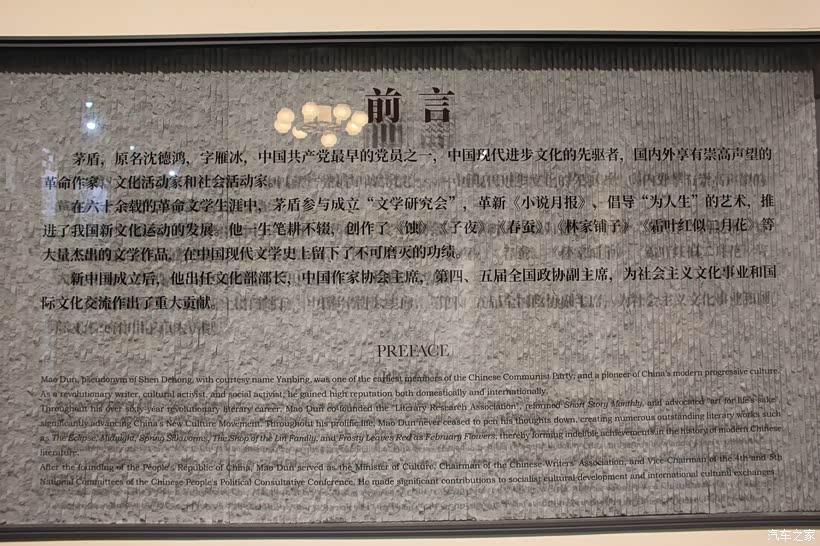 前言
茅盾，原名沈德鸿，字雁冰，中国共产党最早的党员之一，中国现代进步文化的先驱者，国内外享有崇高声望的
革命作家、文化活动家和社会活动家。
在六十余载的革命文学生涯中，茅盾参与成立“文学研究会”，革新《小说月报》、倡导“为人生”的艺术，推
进了我国新文化运动的发展。他一生笔耕不辍，创作了《蚀》《子夜》《春蚕》《林家铺子》《霜叶红似二月花》等
大量杰出的文学作品，在中国现代文学史上留下了不可磨灭的功绩。
新中国成立后，他出任文化部部长，中国作家协会主席，第四、五届全国政协副主席，为社会主义文化事业和国
际文化交流作出了重大贡献。
PREFACE
Mao Dun, pseudonym of Shen Dehong, with courtesy name Yanbing, was one of the earliest members of the Chinese Communist Party, and a pioneer of China's modern progressive culture.
As a revolutionary writer, cultural activist, and social activist, he gained high reputation both domestically and internationally.
Throughout his over sixty-year revolutionary literary career, Mao Dun co-founded the "Literary Research Association", reformed Short Story Monthly, and advocated "art for life's sake",
significantly advancing China's New Culture Movement. Throughout his prolific life, Mao Dun never ceased to pen his thoughts down, creating numerous outstanding literary works such
as The Eclipse, Midnight, Spring Silkworms, The Shop of the Lin Family, and Frosty Leaves Red as February Flowers, thereby forming indelible achievements in the history of modern Chinese
literature.
After the founding of the People's Republic of China, Mao Dun served as the Minister of Culture, Chairman of the Chinese Writers' Association, and Vice-Chairman of the 4th and 5th
National Committees of the Chinese People's Political Consultative Conference. He made significant contributions to socialist cultural development and international cultural exchanges.
汽车之家